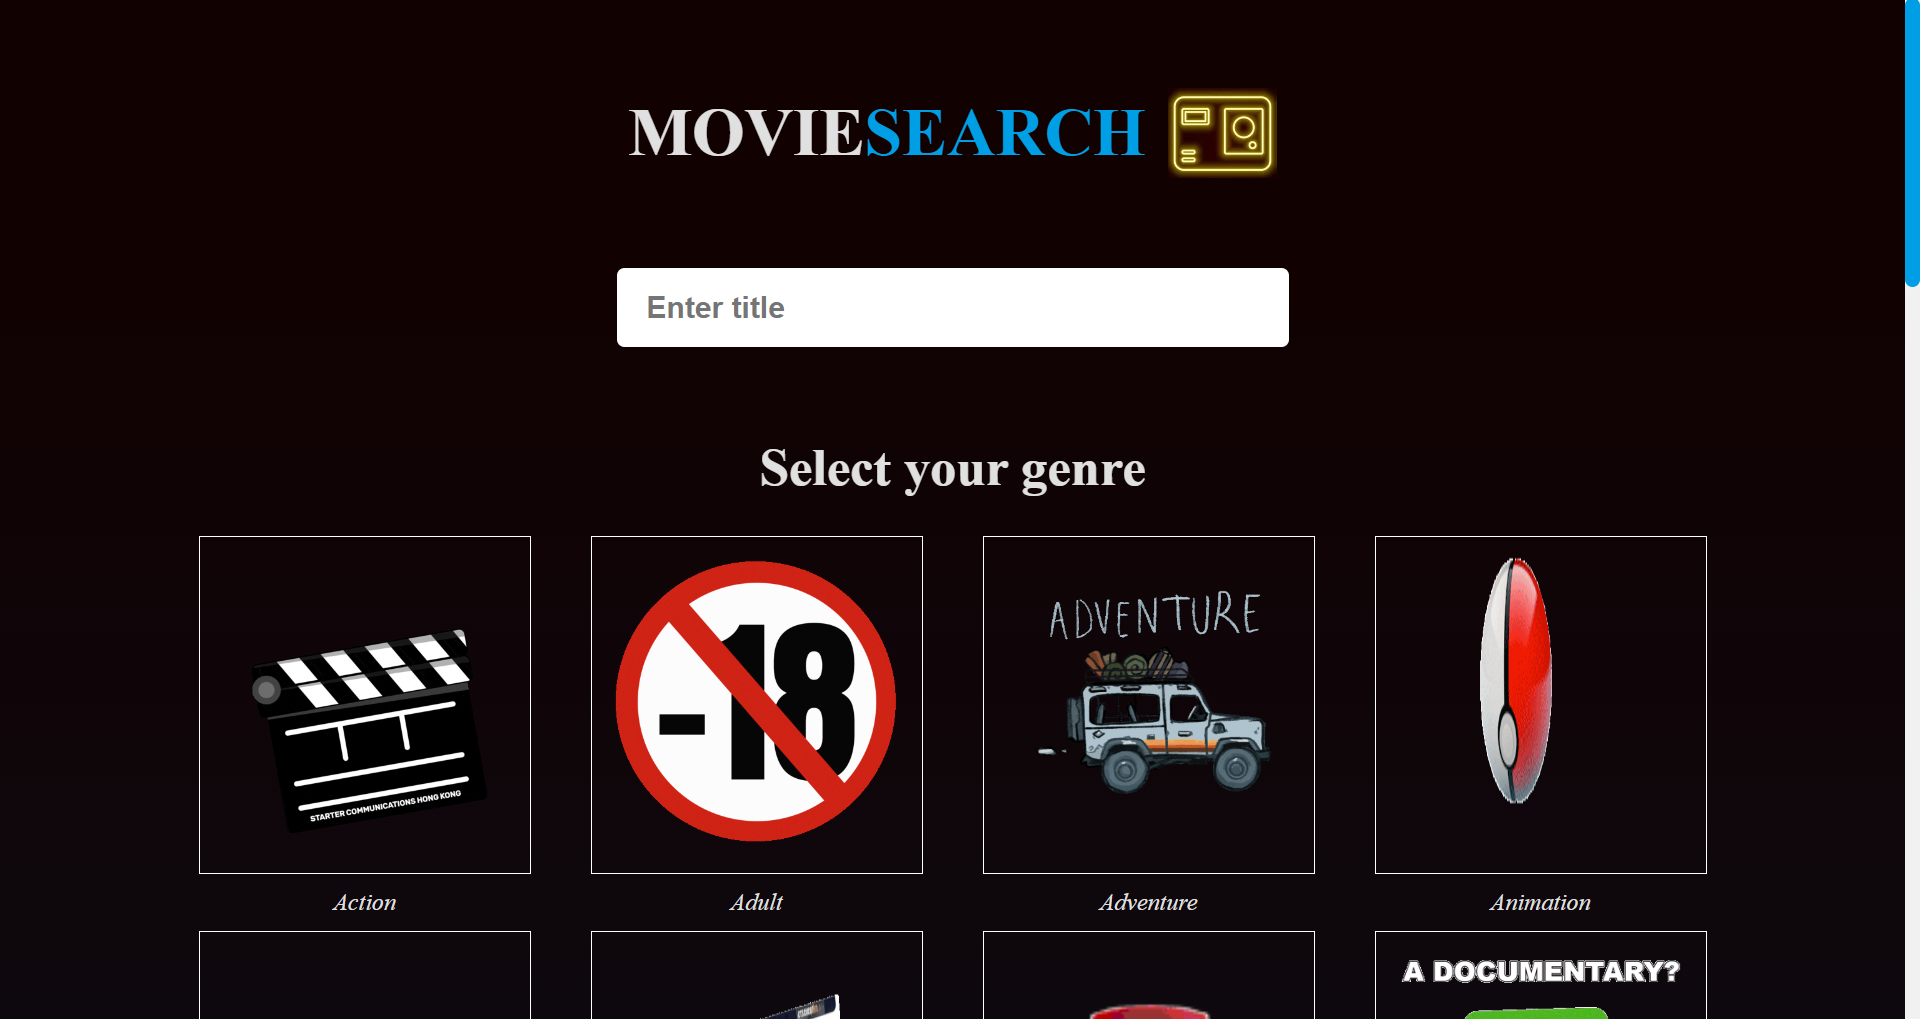 MOVIESEARCH
Enter title
Select your genre
STARTER COMMUNICATIONS HONG KONG
-18
ADVENTURE
Action
Adult
Adventure
Animation
A DOCUMENTARY?